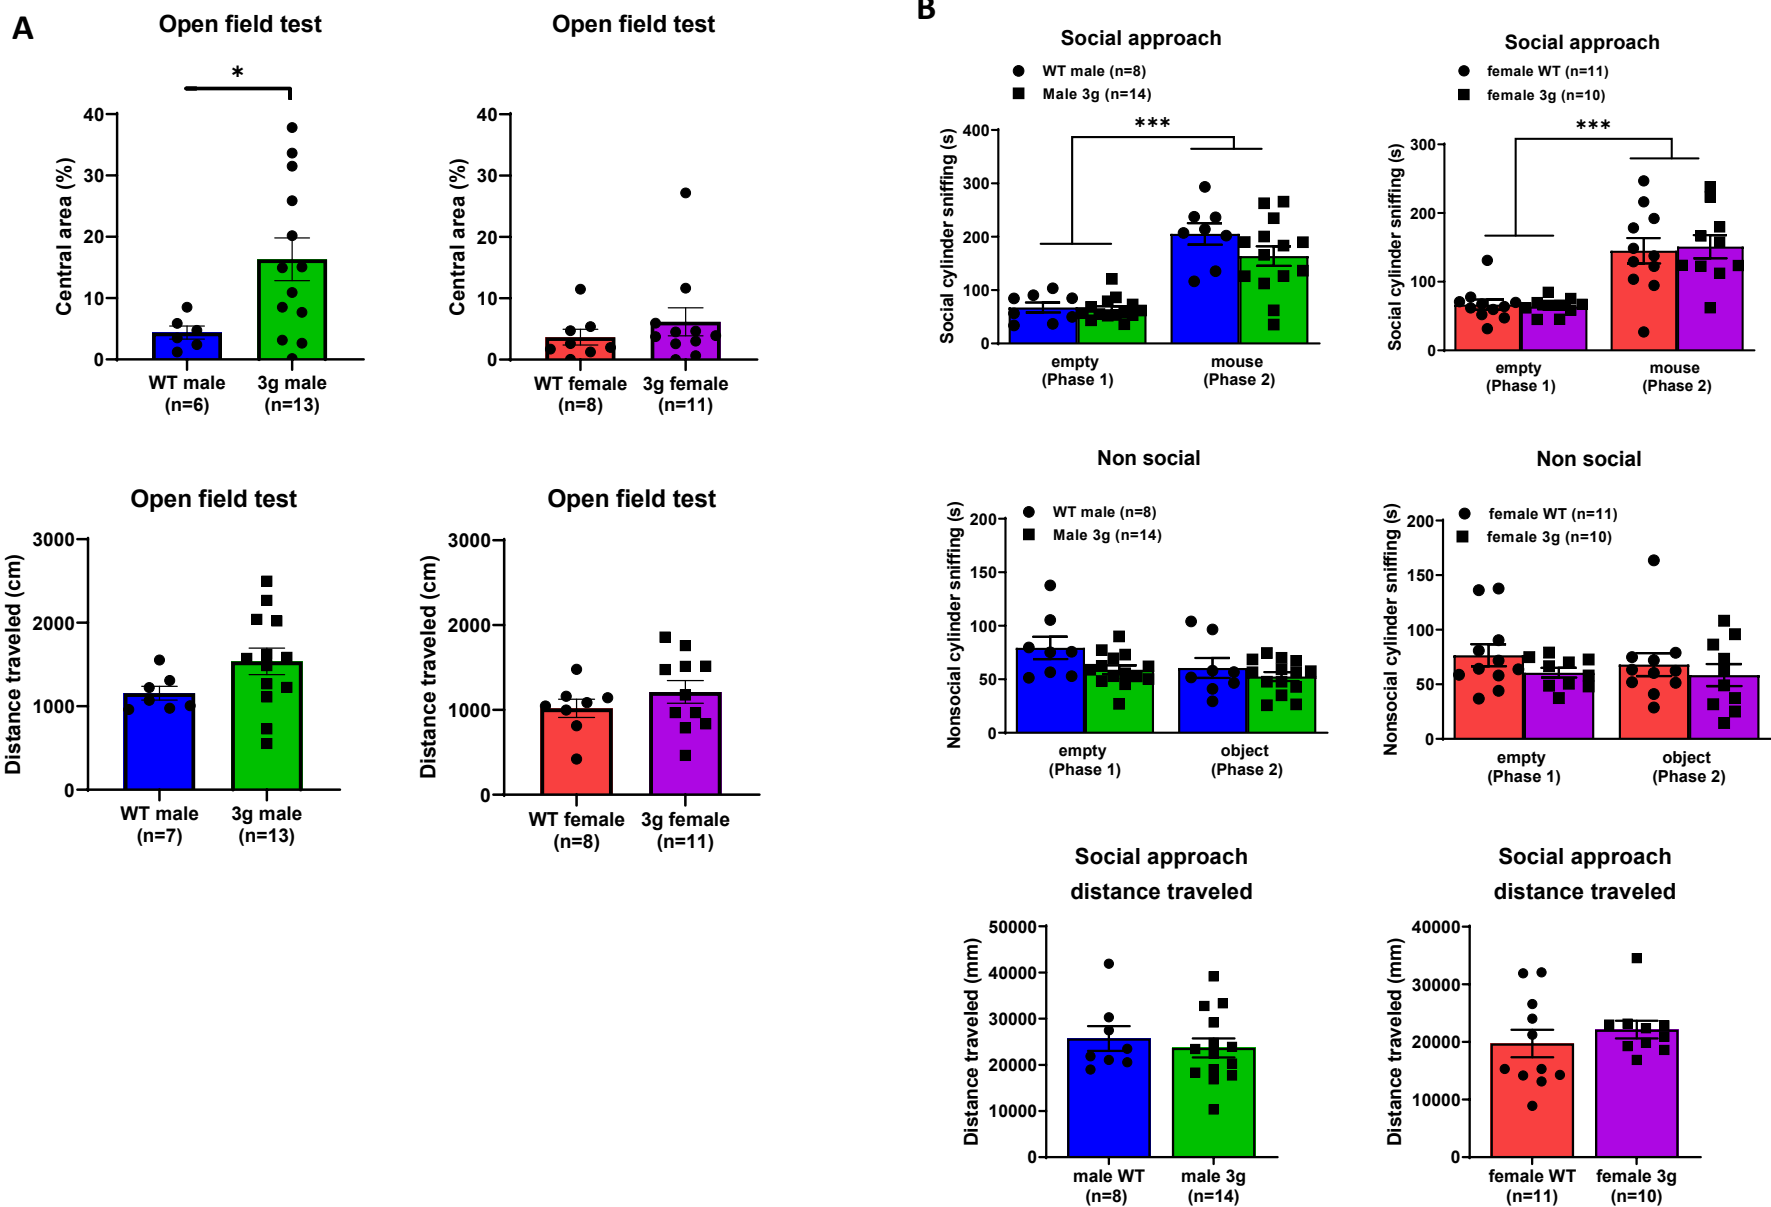 A
Open field test
*
Central area (%)
40
30
20
10
0
WT male
(n=6)
3g male
(n=13)
Open field test
Central area (%)
40
30
20
10
0
WT female
(n=8)
3g female
(n=11)
Open field test
Distance traveled (cm)
3000
2000
1000
0
WT male
(n=7)
3g male
(n=13)
Open field test
Distance traveled (cm)
3000
2000
1000
0
WT female
(n=8)
3g female
(n=11)
B
Social approach
WT male (n=8)
Male 3g (n=14)
***
Social cylinder sniffing (s)
400
300
200
100
0
empty
(Phase 1)
mouse
(Phase 2)
Social approach
female WT (n=11)
female 3g (n=10)
***
Social cylinder sniffing (s)
300
200
100
0
empty
(Phase 1)
mouse
(Phase 2)
Non social
WT male (n=8)
Male 3g (n=14)
Nonsocial cylinder sniffing (s)
200
150
100
50
0
empty
(Phase 1)
object
(Phase 2)
Non social
female WT (n=11)
female 3g (n=10)
Nonsocial cylinder sniffing (s)
200
150
100
50
0
empty
(Phase 1)
object
(Phase 2)
Social approach
distance traveled
Distance traveled (mm)
50000
40000
30000
20000
10000
0
male WT
(n=8)
male 3g
(n=14)
Social approach
distance traveled
Distance traveled (mm)
40000
30000
20000
10000
0
female WT
(n=11)
female 3g
(n=10)